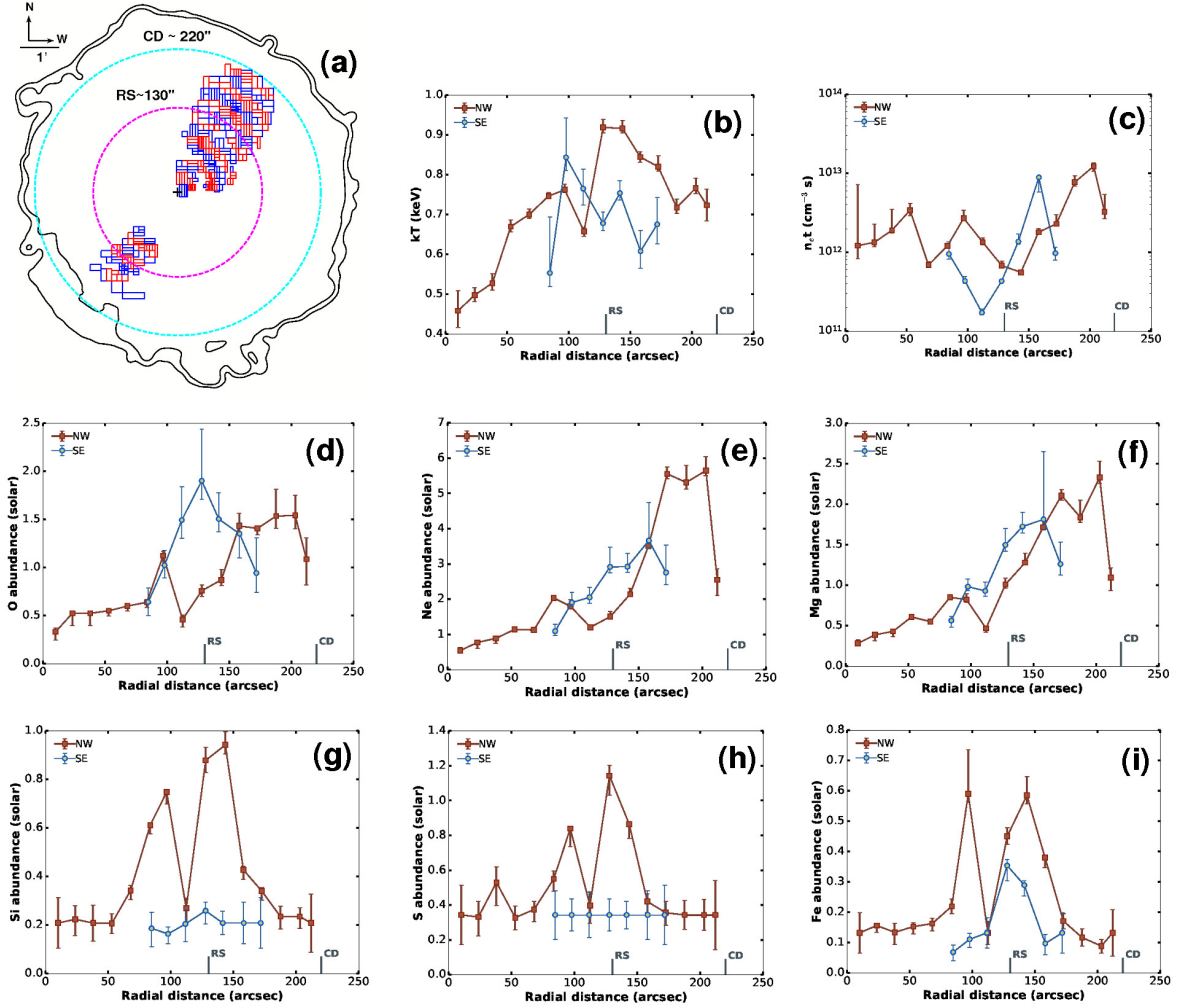 N
W
1'
CD ~ 220"
RS~130"
(a)
(b)
NW
SE
kT (keV)
1.0
0.9
0.8
0.7
0.6
0.5
0.4
RS
CD
0 50 100 150 200 250
Radial distance (arcsec)
(c)
NW
SE
nₑt (cm⁻³ s)
10¹⁴
10¹³
10¹²
10¹¹
RS
CD
0 50 100 150 200 250
Radial distance (arcsec)
(d)
NW
SE
O abundance (solar)
2.5
2.0
1.5
1.0
0.5
0.0
RS
CD
0 50 100 150 200 250
Radial distance (arcsec)
(e)
NW
SE
Ne abundance (solar)
7
6
5
4
3
2
1
0
RS
CD
0 50 100 150 200 250
Radial distance (arcsec)
(f)
NW
SE
Mg abundance (solar)
3.0
2.5
2.0
1.5
1.0
0.5
0.0
RS
CD
0 50 100 150 200 250
Radial distance (arcsec)
(g)
NW
SE
Si abundance (solar)
1.0
0.8
0.6
0.4
0.2
0.0
RS
CD
0 50 100 150 200 250
Radial distance (arcsec)
(h)
NW
SE
S abundance (solar)
1.4
1.2
1.0
0.8
0.6
0.4
0.2
0.0
RS
CD
0 50 100 150 200 250
Radial distance (arcsec)
(i)
NW
SE
Fe abundance (solar)
0.8
0.7
0.6
0.5
0.4
0.3
0.2
0.1
0.0
RS
CD
0 50 100 150 200 250
Radial distance (arcsec)